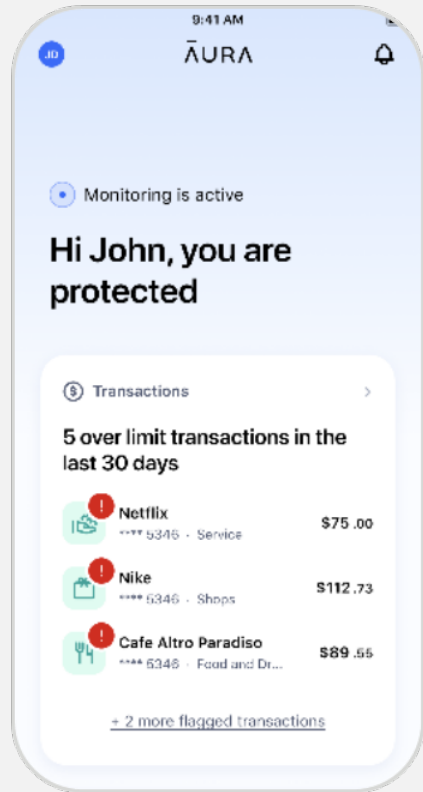 9:41 AM
JD
ĀURA
Monitoring is active
Hi John, you are
protected
Transactions
5 over limit transactions in the
last 30 days
Netflix
$75.00
**** 5346 · Service
Nike
$112.73
**** 5346 · Shops
Cafe Altro Paradiso
$89.55
**** 5346 · Food and Dr...
+ 2 more flagged transactions